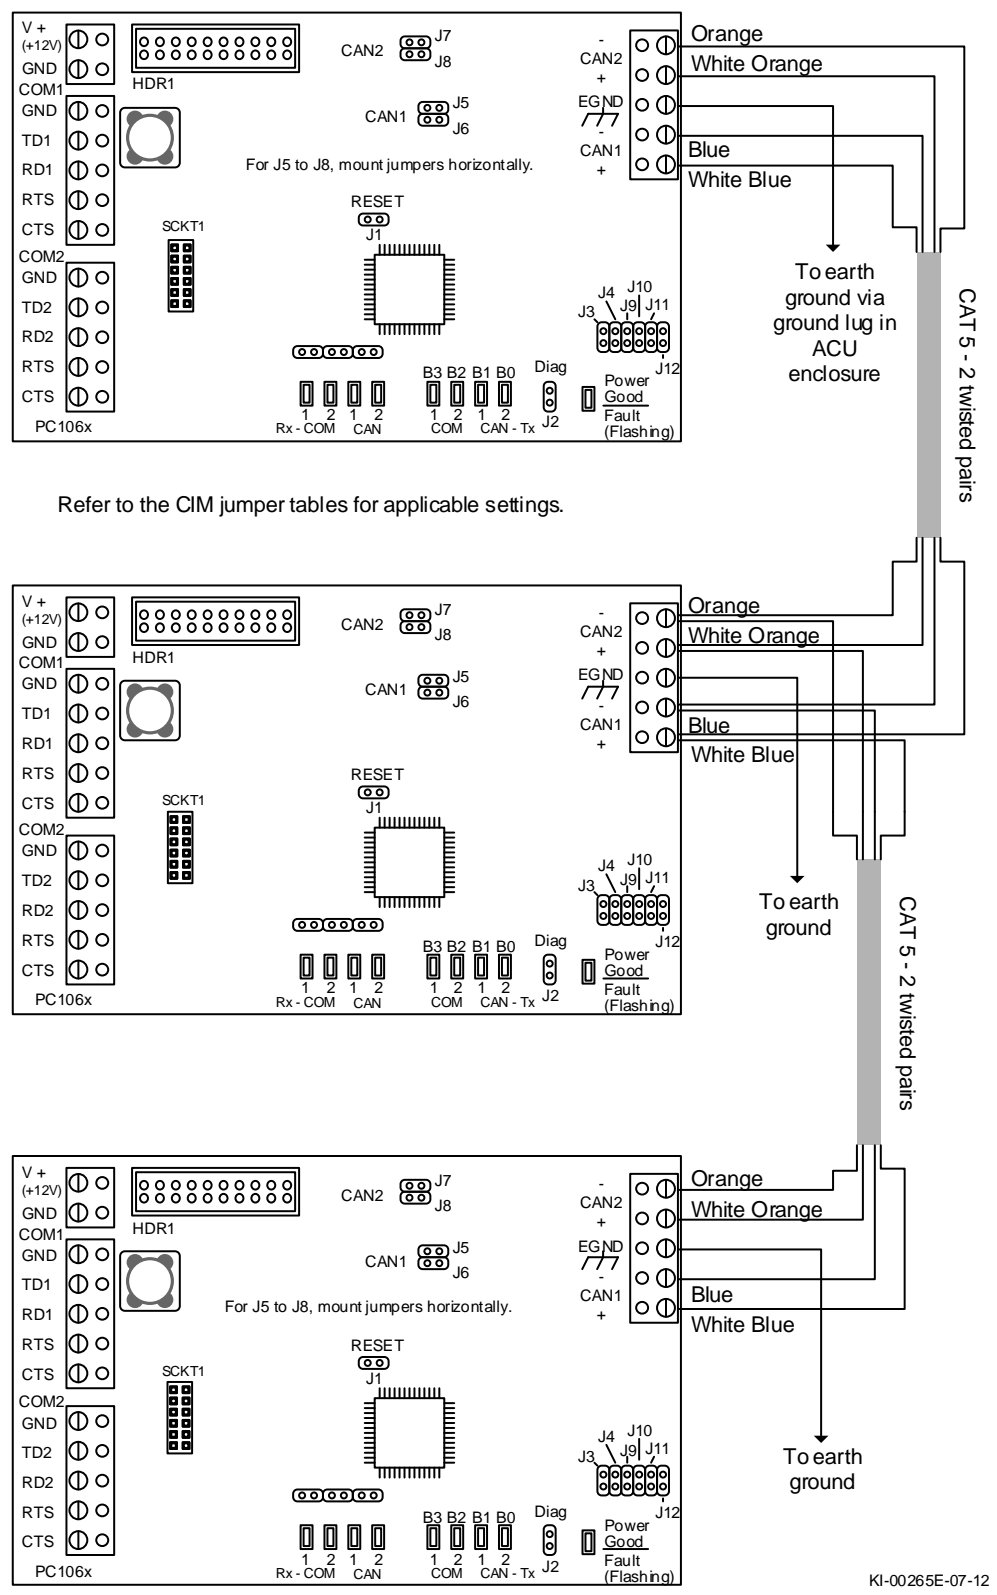 V +
(+12V)
GND
COM1
GND
TD1
RD1
RTS
CTS
COM2
GND
TD2
RD2
RTS
CTS
PC106x
HDR1
SCKT1
CAN2
J7
J8
CAN1
J5
J6
For J5 to J8, mount jumpers horizontally.
RESET
J1
J3
J4
J9
J10
J11
J12
B3 B2 B1 B0
1 2 1 2
Rx - COM CAN
1 2 1 2
COM CAN - Tx
Diag
J2
Power
Good
Fault
(Flashing)
-
CAN2
+
EGND
-
CAN1
+
Orange
White Orange
Blue
White Blue
To earth
ground via
ground lug in
ACU
enclosure
CAT 5 - 2 twisted pairs
Refer to the CIM jumper tables for applicable settings.
V +
(+12V)
GND
COM1
GND
TD1
RD1
RTS
CTS
COM2
GND
TD2
RD2
RTS
CTS
PC106x
HDR1
SCKT1
CAN2
J7
J8
CAN1
J5
J6
RESET
J1
J3
J4
J9
J10
J11
J12
B3 B2 B1 B0
1 2 1 2
Rx - COM CAN
1 2 1 2
COM CAN - Tx
Diag
J2
Power
Good
Fault
(Flashing)
-
CAN2
+
EGND
-
CAN1
+
Orange
White Orange
Blue
White Blue
To earth
ground
CAT 5 - 2 twisted pairs
V +
(+12V)
GND
COM1
GND
TD1
RD1
RTS
CTS
COM2
GND
TD2
RD2
RTS
CTS
PC106x
HDR1
SCKT1
CAN2
J7
J8
CAN1
J5
J6
For J5 to J8, mount jumpers horizontally.
RESET
J1
J3
J4
J9
J10
J11
J12
B3 B2 B1 B0
1 2 1 2
Rx - COM CAN
1 2 1 2
COM CAN - Tx
Diag
J2
Power
Good
Fault
(Flashing)
-
CAN2
+
EGND
-
CAN1
+
Orange
White Orange
Blue
White Blue
To earth
ground
KI-00265E-07-12